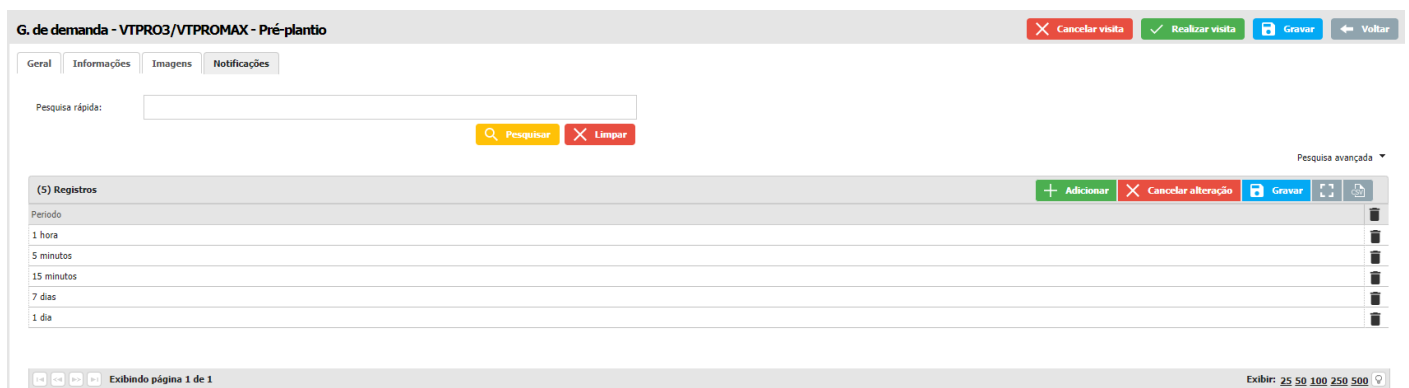 G. de demanda - VTPRO3/VTPROMAX - Pré-plantio Cancelar visita Realizar visita Gravar Voltar
Geral Informações Imagens Notificações
Pesquisa rápida:
Pesquisar Limpar
Pesquisa avançada
(5) Registros Adicionar Cancelar alteração Gravar
Periodo
1 hora
5 minutos
15 minutos
7 dias
1 dia
Exibindo página 1 de 1 Exibir: 25 50 100 250 500